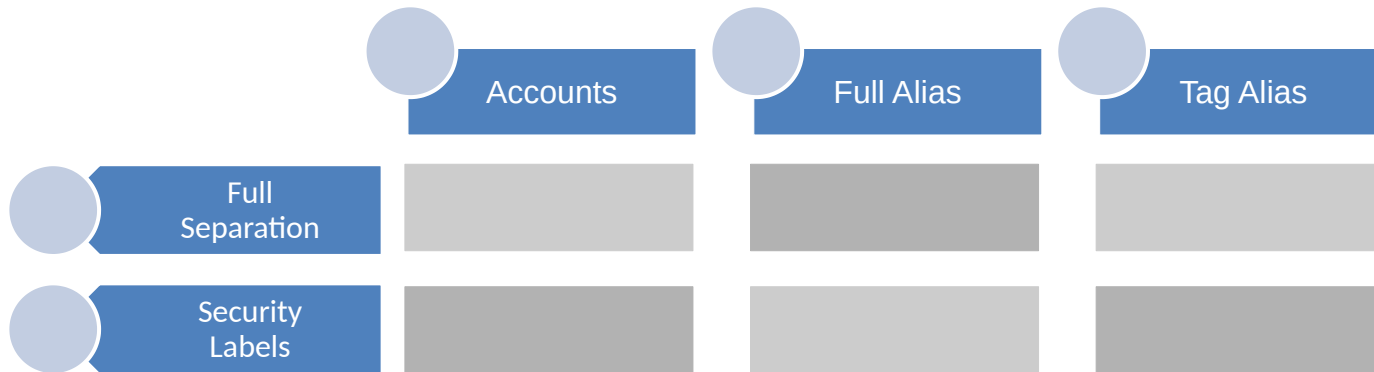 Accounts
Full Alias
Tag Alias
Full
Separation
Security
Labels